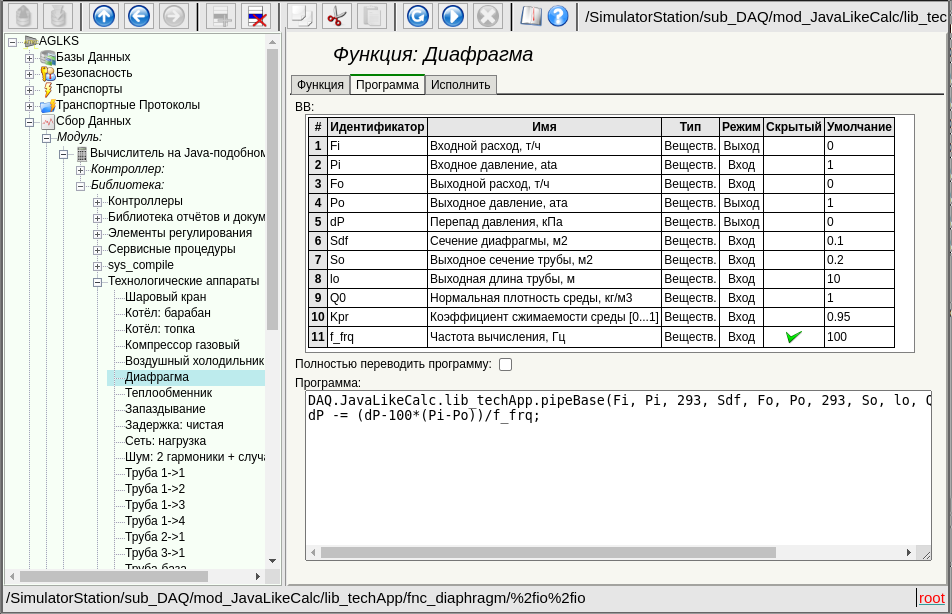 /SimulatorStation/sub_DAQ/mod_JavaLikeCalc/lib_tec
AGLKS
Базы Данных
Безопасность
Транспорты
Транспортные Протоколы
Сбор Данных
Модуль:
Вычислитель на Java-подобном
Контроллер:
Библиотека:
Контроллеры
Библиотека отчётов и докум
Элементы регулирования
Сервисные процедуры
sys_compile
Технологические аппараты
Шаровый кран
Котёл: барабан
Котёл: топка
Компрессор газовый
Воздушный холодильник
Диафрагма
Теплообменник
Запаздывание
Задержка: чистая
Сеть: нагрузка
Шум: 2 гармоники + случа
Труба 1->1
Труба 1->2
Труба 1->3
Труба 1->4
Труба 2->1
Труба 3->1
Труба база
Функция: Диафрагма
Функция Программа Исполнить
ВВ:
# Идентификатор Имя Тип Режим Скрытый Умолчание
1 Fi Входной расход, т/ч Веществ. Выход 0
2 Pi Входное давление, ata Веществ. Вход 1
3 Fo Выходной расход, т/ч Веществ. Вход 0
4 Po Выходное давление, ата Веществ. Выход 1
5 dP Перепад давления, кПа Веществ. Выход 0
6 Sdf Сечение диафрагмы, м2 Веществ. Вход 0.1
7 So Выходное сечение трубы, м2 Веществ. Вход 0.2
8 lo Выходная длина трубы, м Веществ. Вход 10
9 Q0 Нормальная плотность среды, кг/м3 Веществ. Вход 1
10 Kpr Коэффициент сжимаемости среды [0...1] Веществ. Вход 0.95
11 f_frq Частота вычисления, Гц Веществ. Вход 100
Полностью переводить программу:
Программа:
DAQ.JavaLikeCalc.lib_techApp.pipeBase(Fi, Pi, 293, Sdf, Fo, Po, 293, So, lo, Q
dP -= (dP-100*(Pi-Po))/f_frq;
/SimulatorStation/sub_DAQ/mod_JavaLikeCalc/lib_techApp/fnc_diaphragm/%2fio%2fio
root